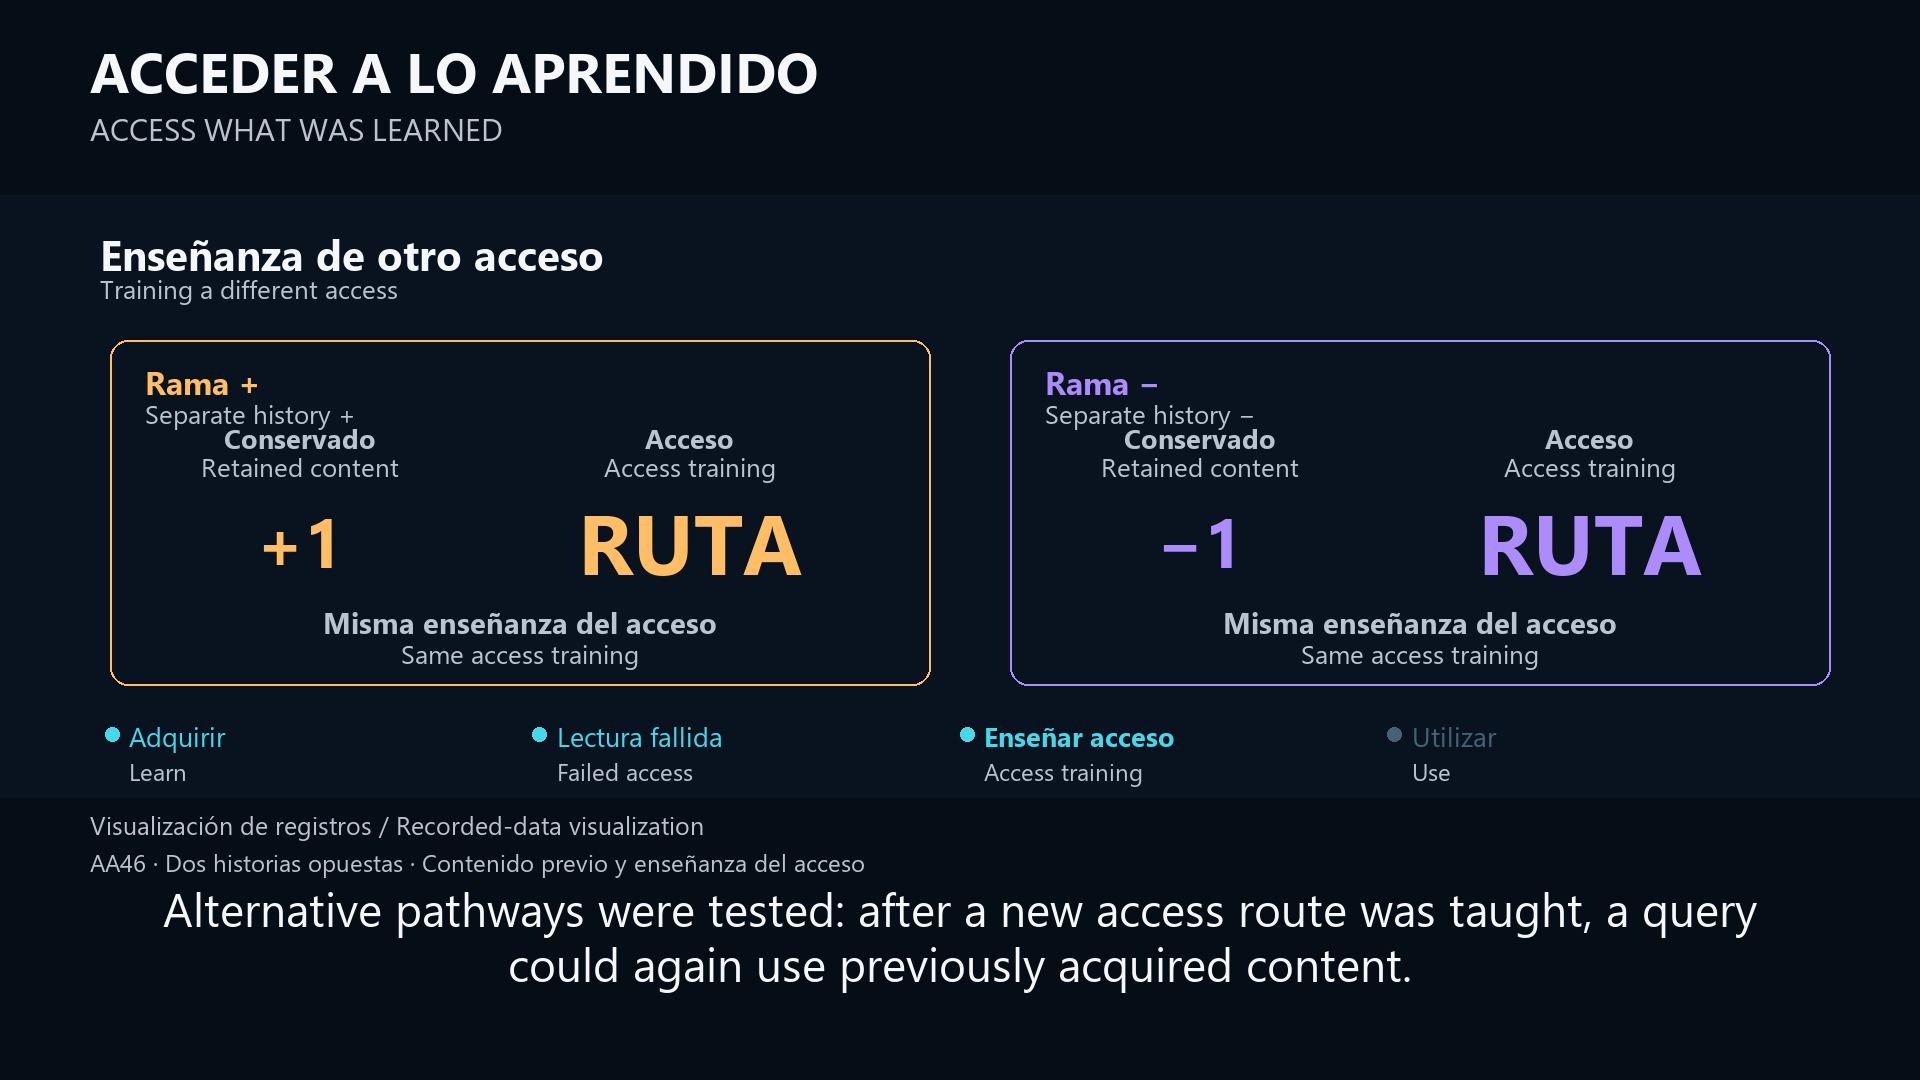 ACCEDER A LO APRENDIDO
ACCESS WHAT WAS LEARNED
Enseñanza de otro acceso
Training a different access
Rama +
Separate history +
Conservado
Retained content
Acceso
Access training
+1
RUTA
Misma enseñanza del acceso
Same access training
Rama −
Separate history −
Conservado
Retained content
Acceso
Access training
−1
RUTA
Misma enseñanza del acceso
Same access training
Adquirir
Learn
Lectura fallida
Failed access
Enseñar acceso
Access training
Utilizar
Use
Visualización de registros / Recorded-data visualization
AA46 · Dos historias opuestas · Contenido previo y enseñanza del acceso
Alternative pathways were tested: after a new access route was taught, a query
could again use previously acquired content.